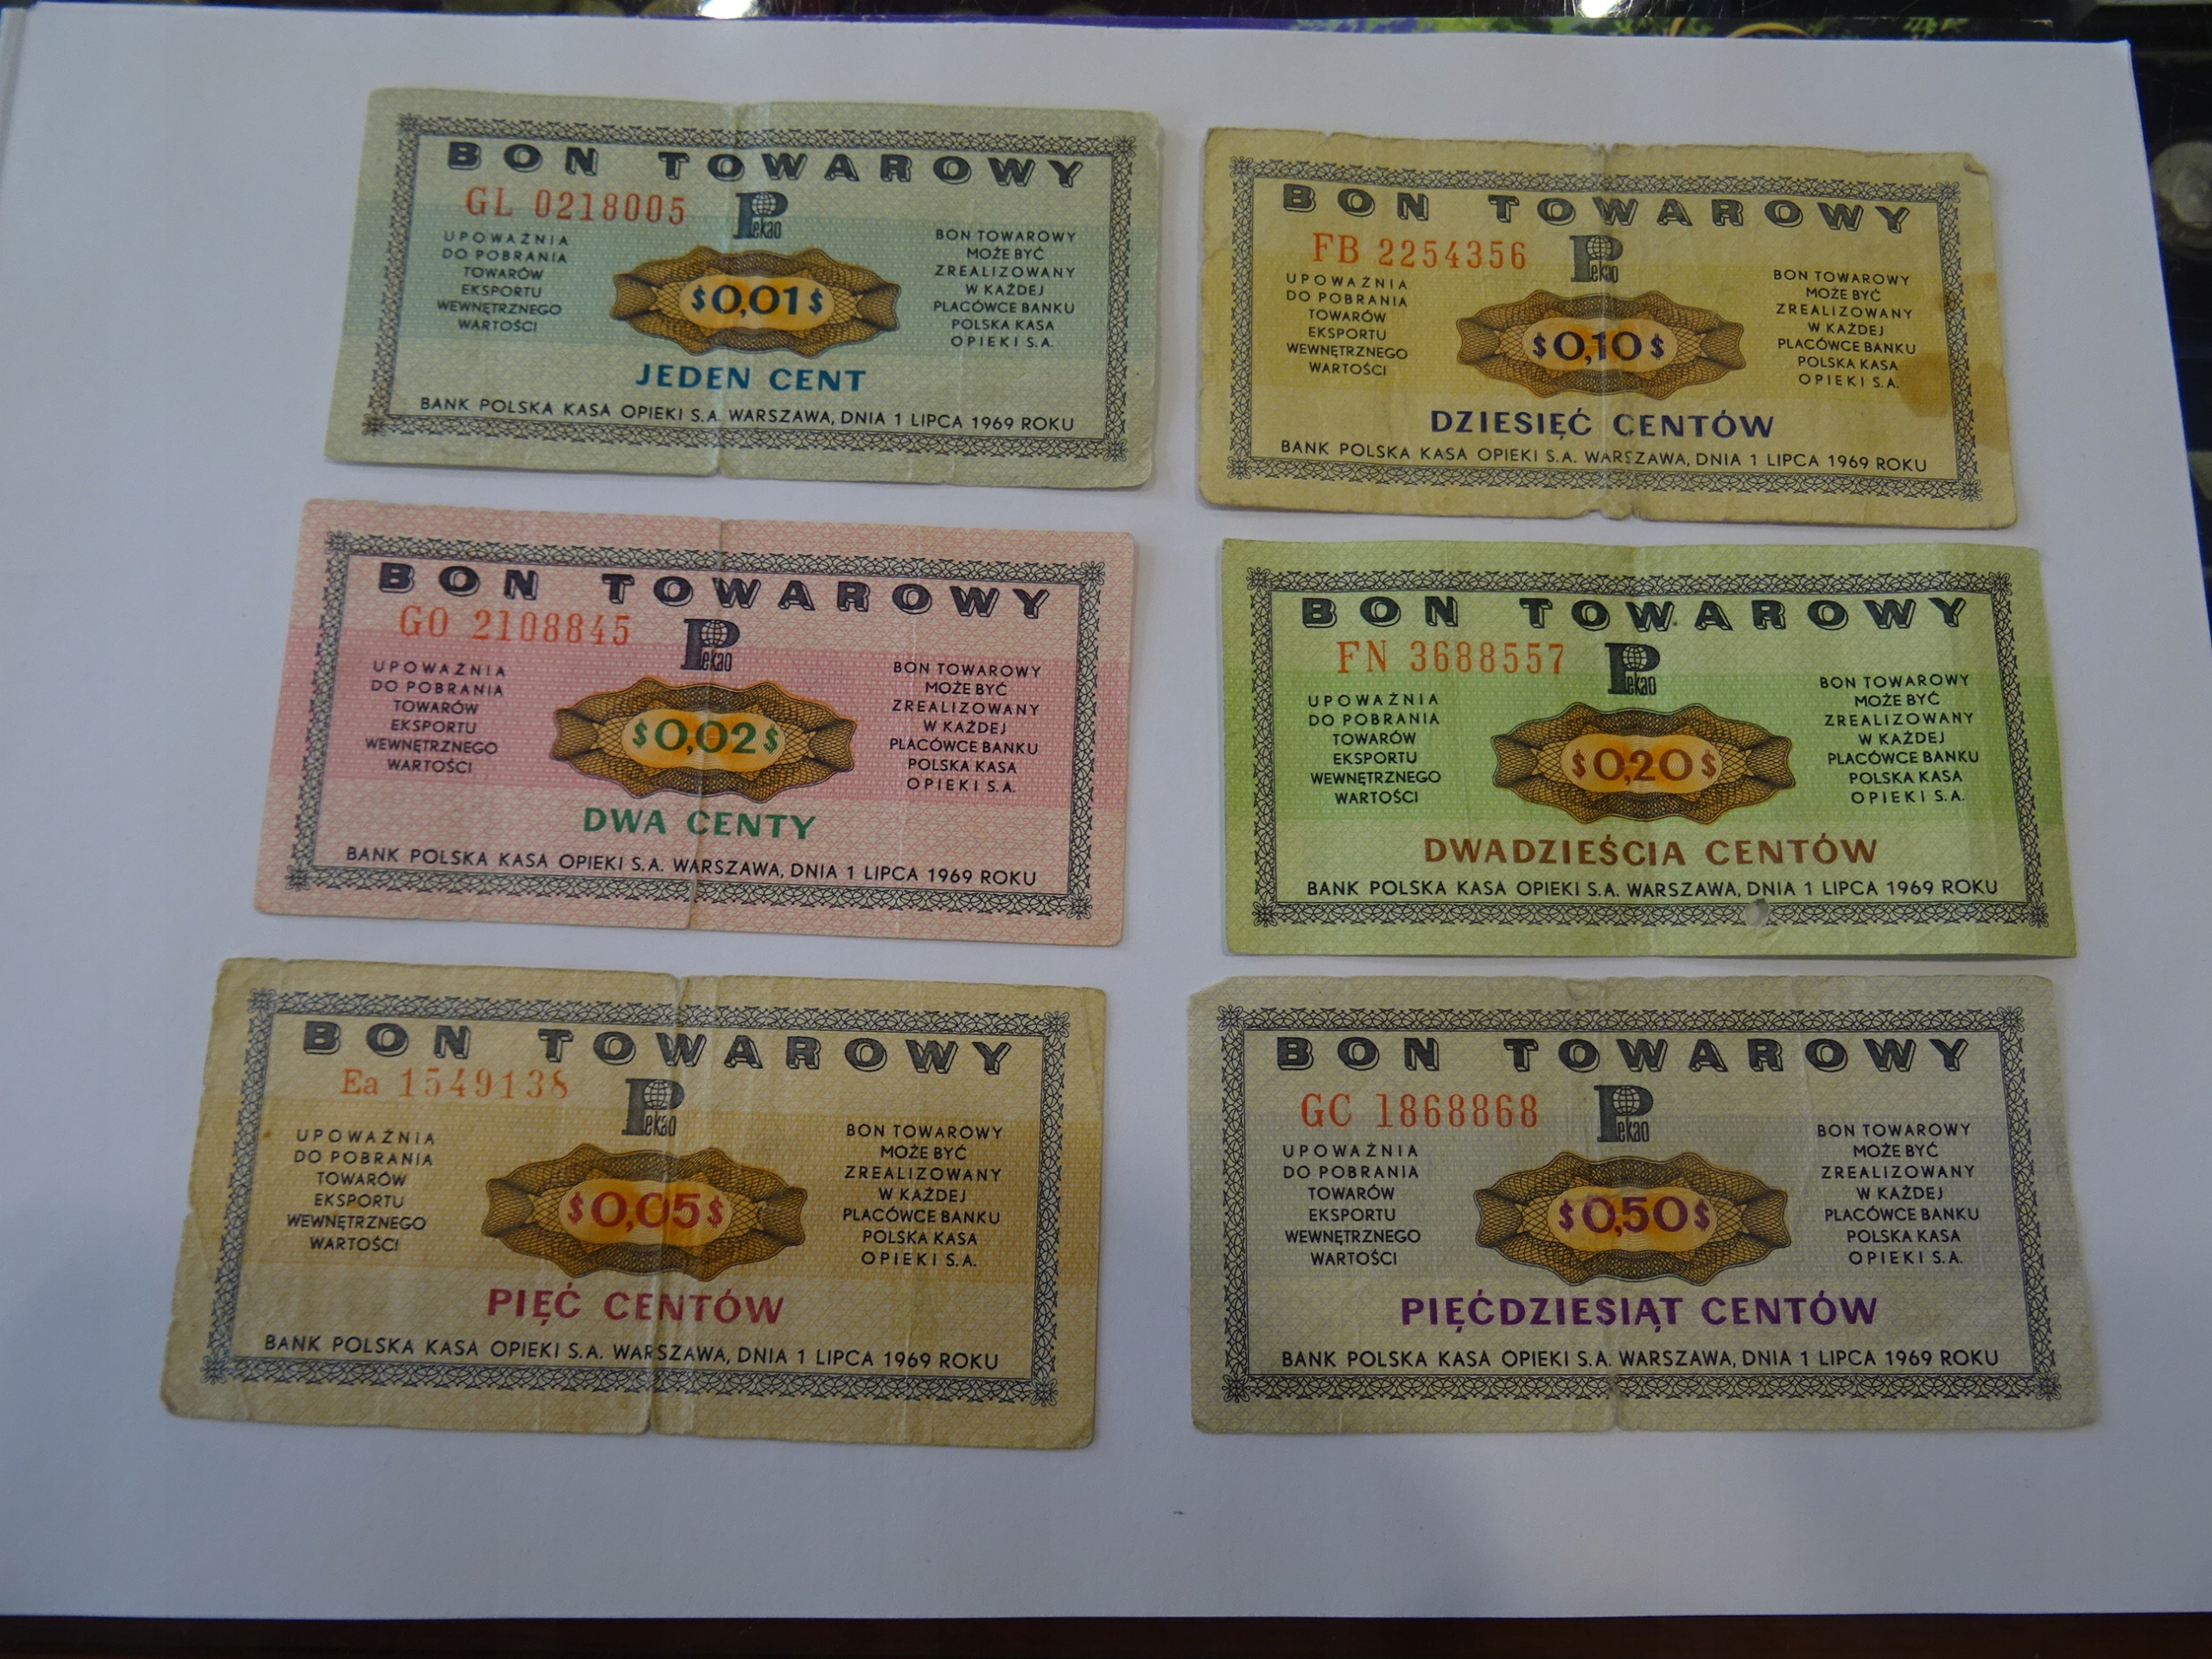 BON TOWAROWY
GL 0218005
Pekao
UPOWAŻNIA
DO POBRANIA
TOWARÓW
EKSPORTU
WEWNĘTRZNEGO
WARTOŚCI
$0,01$
BON TOWAROWY
MOŻE BYĆ
ZREALIZOWANY
W KAŻDEJ
PLACÓWCE BANKU
POLSKA KASA
OPIEKI S.A.
JEDEN CENT
BANK POLSKA KASA OPIEKI S.A. WARSZAWA, DNIA 1 LIPCA 1969 ROKU
BON TOWAROWY
FB 2254356
Pekao
UPOWAŻNIA
DO POBRANIA
TOWARÓW
EKSPORTU
WEWNĘTRZNEGO
WARTOŚCI
$0,10$
BON TOWAROWY
MOŻE BYĆ
ZREALIZOWANY
W KAŻDEJ
PLACÓWCE BANKU
POLSKA KASA
OPIEKI S.A.
DZIESIĘĆ CENTÓW
BANK POLSKA KASA OPIEKI S.A. WARSZAWA, DNIA 1 LIPCA 1969 ROKU
BON TOWAROWY
GO 2108845
Pekao
UPOWAŻNIA
DO POBRANIA
TOWARÓW
EKSPORTU
WEWNĘTRZNEGO
WARTOŚCI
$0,02$
BON TOWAROWY
MOŻE BYĆ
ZREALIZOWANY
W KAŻDEJ
PLACÓWCE BANKU
POLSKA KASA
OPIEKI S.A.
DWA CENTY
BANK POLSKA KASA OPIEKI S.A. WARSZAWA, DNIA 1 LIPCA 1969 ROKU
BON TOWAROWY
FN 3688557
Pekao
UPOWAŻNIA
DO POBRANIA
TOWARÓW
EKSPORTU
WEWNĘTRZNEGO
WARTOŚCI
$0,20$
BON TOWAROWY
MOŻE BYĆ
ZREALIZOWANY
W KAŻDEJ
PLACÓWCE BANKU
POLSKA KASA
OPIEKI S.A.
DWADZIEŚCIA CENTÓW
BANK POLSKA KASA OPIEKI S.A. WARSZAWA, DNIA 1 LIPCA 1969 ROKU
BON TOWAROWY
Ea 1549138
Pekao
UPOWAŻNIA
DO POBRANIA
TOWARÓW
EKSPORTU
WEWNĘTRZNEGO
WARTOŚCI
$0,05$
BON TOWAROWY
MOŻE BYĆ
ZREALIZOWANY
W KAŻDEJ
PLACÓWCE BANKU
POLSKA KASA
OPIEKI S.A.
PIĘĆ CENTÓW
BANK POLSKA KASA OPIEKI S.A. WARSZAWA, DNIA 1 LIPCA 1969 ROKU
BON TOWAROWY
GC 1868868
Pekao
UPOWAŻNIA
DO POBRANIA
TOWARÓW
EKSPORTU
WEWNĘTRZNEGO
WARTOŚCI
$0,50$
BON TOWAROWY
MOŻE BYĆ
ZREALIZOWANY
W KAŻDEJ
PLACÓWCE BANKU
POLSKA KASA
OPIEKI S.A.
PIĘĆDZIESIĄT CENTÓW
BANK POLSKA KASA OPIEKI S.A. WARSZAWA, DNIA 1 LIPCA 1969 ROKU